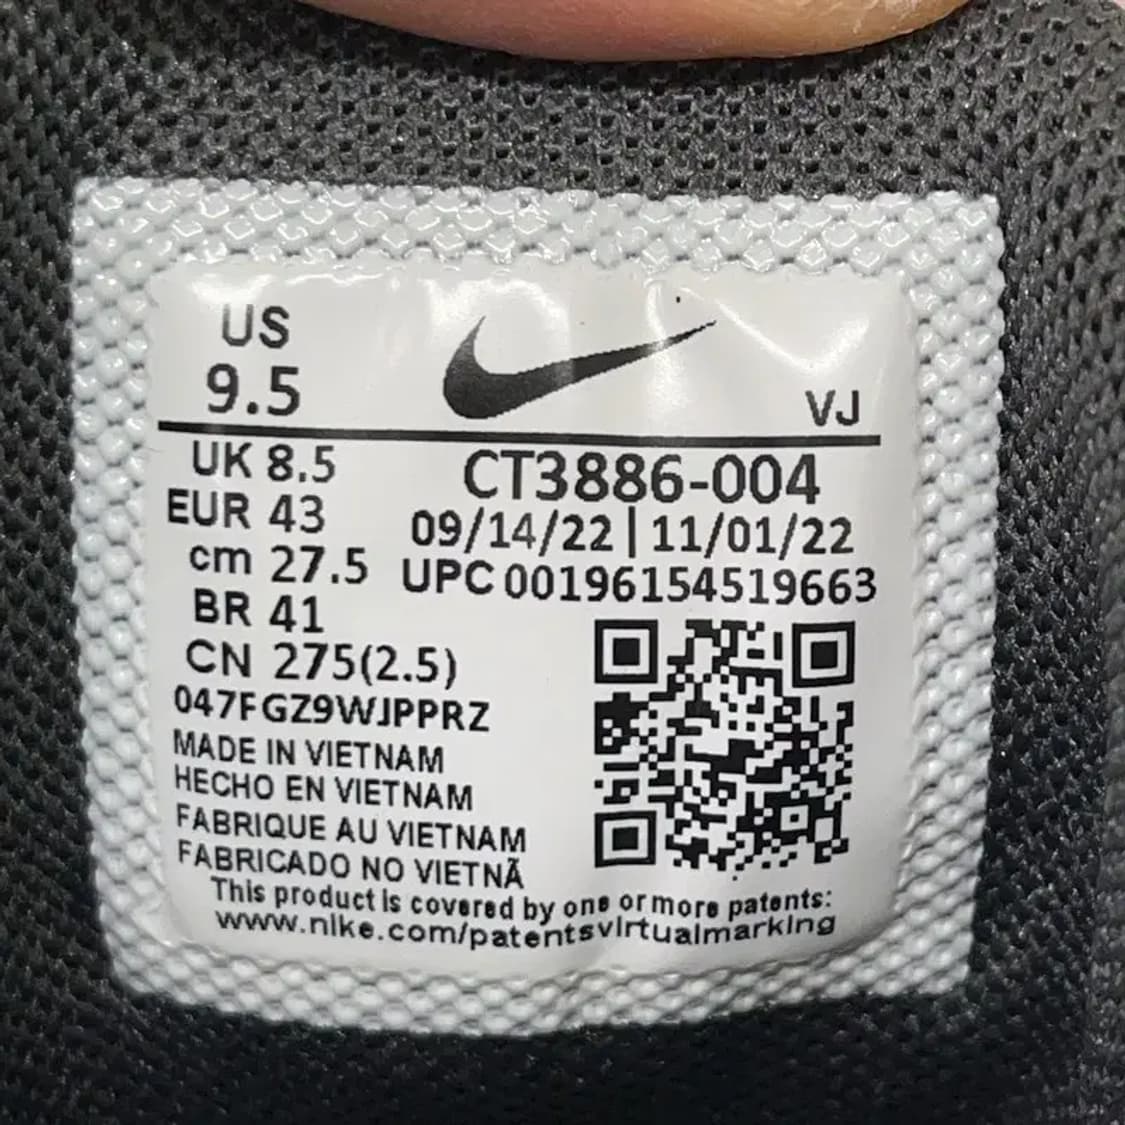 US
9.5
VJ
UK 8.5
EUR 43
cm 27.5
BR 41
CN 275(2.5)
CT3886-004
09/14/22 | 11/01/22
UPC 00196154519663
047FGZ9WJPPRZ
MADE IN VIETNAM
HECHO EN VIETNAM
FABRIQUE AU VIETNAM
FABRICADO NO VIETNÃ
This product is covered by one or more patents:
www.nike.com/patentsvirtualmarking